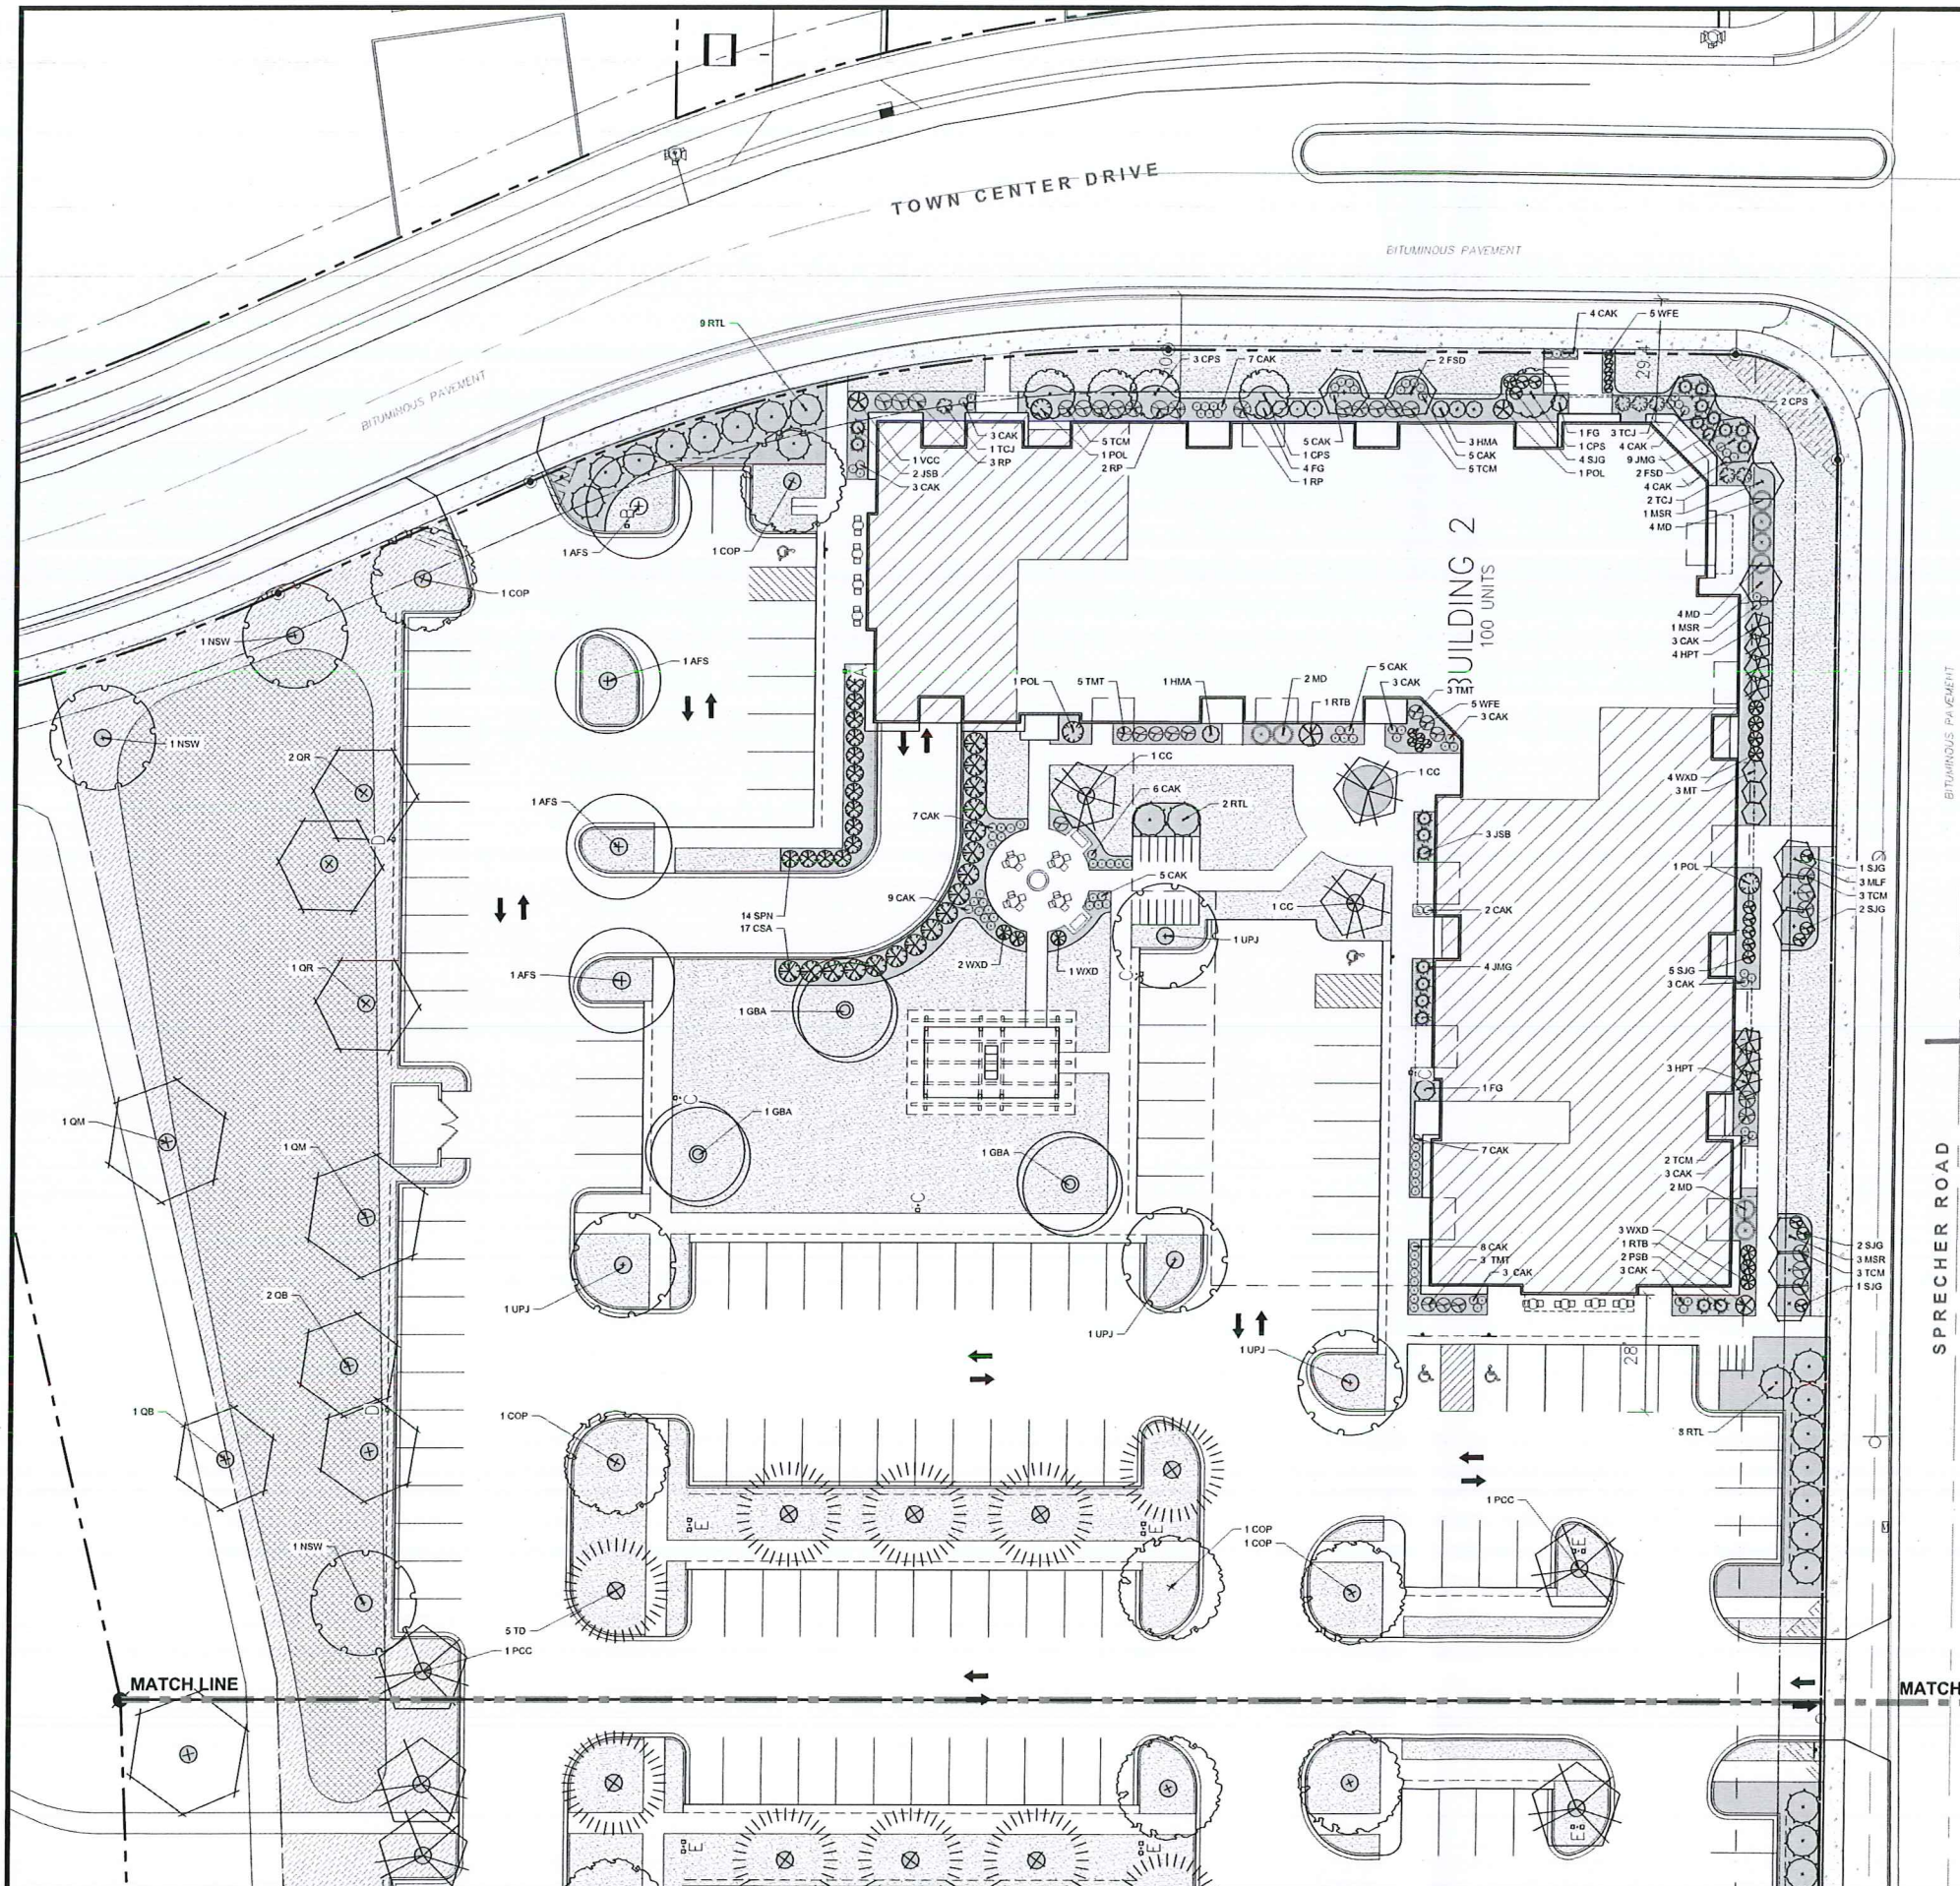 TOWN CENTER DRIVE
BITUMINOUS PAVEMENT
BITUMINOUS PAVEMENT
9 RTL
4 CAK
5 WFE
3 CPS
7 CAK
2 FSD
2 CPS
3 CAK
1 TCJ
3 RP
1 VCC
2 JSB
3 CAK
5 TCM
1 POL
2 RP
5 CAK
1 CPS
4 FG
1 RP
3 HMA
5 CAK
5 TCM
1 FG
1 CPS
4 SJG
1 POL
3 TCJ
4 CAK
9 JMG
2 FSD
4 CAK
2 TCJ
1 MSR
4 MD
1 AFS
1 COP
1 COP
1 NSW
1 NSW
1 AFS
BUILDING 2
100 UNITS
4 MD
1 MSR
3 CAK
4 HPT
1 POL
5 TMT
1 HMA
2 MD
1 RTB
5 CAK
3 CAK
3 TMT
5 WFE
3 CAK
BITUMINOUS PAVEMENT
2 QR
1 AFS
A
D
1 CC
6 CAK
2 RTL
1 CC
7 CAK
4 WXD
3 MT
3 JSB
1 POL
1 SJG
3 MLF
3 TCM
2 SJG
9 CAK
5 CAK
1 CC
2 CAK
14 SPN
17 CSA
2 WXD
1 WXD
1 UPJ
1 QR
1 AFS
4 JMG
5 SJG
3 CAK
1 GBA
C
1 GBA
C
1 GBA
C
C
1 FG
3 HPT
1 QM
1 QM
7 CAK
2 TCM
3 CAK
2 MD
SPRECHER ROAD
8 CAK
3 TMT
3 CAK
3 WXD
1 RTB
2 PSB
3 CAK
2 SJG
3 MSR
3 TCM
1 SJG
2 QB
1 UPJ
1 UPJ
1 UPJ
28'
1 QB
D
1 COP
8 RTL
1 PCC
E
E
E
1 COP
1 COP
1 NSW
5 TD
1 PCC
MATCH LINE
MATCH
E
E
E